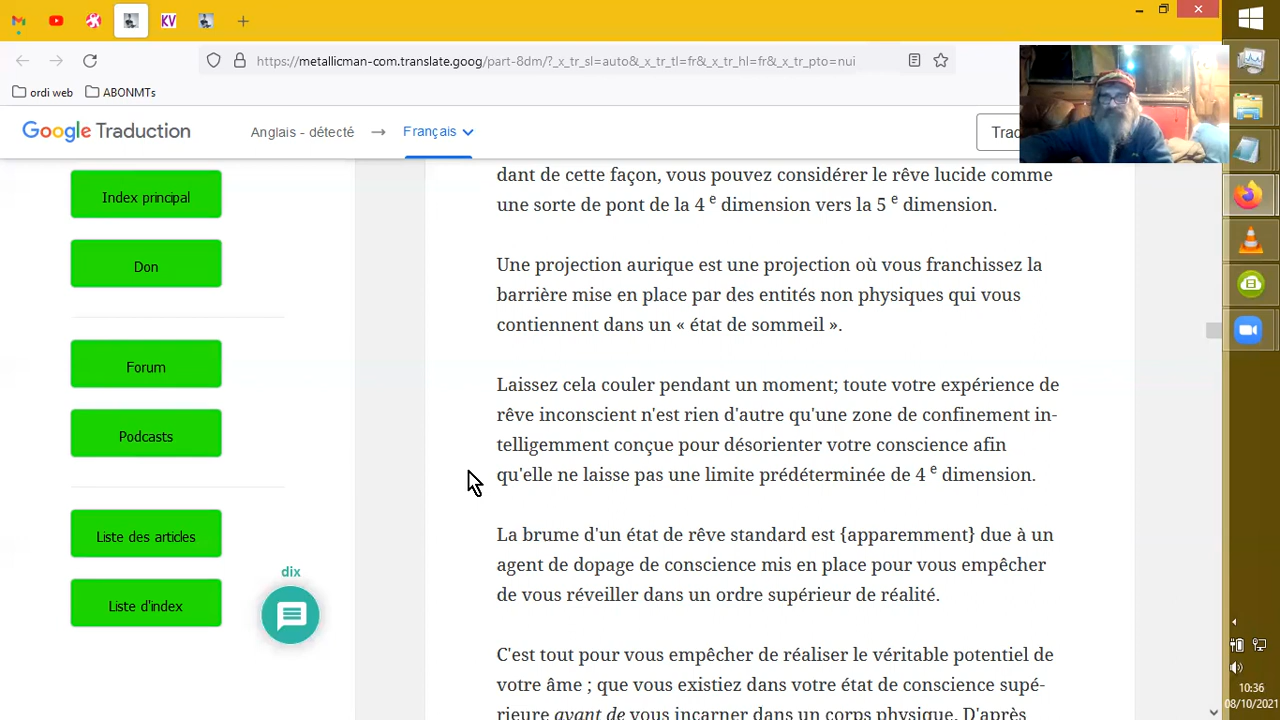 KV
https://metallicman-com.translate.goog/part-8dm/?_x_tr_sl=auto&_x_tr_tl=fr&_x_tr_hl=fr&_x_tr_pto=nui
ordi web
ABONMTs
Google Traduction
Anglais - détecté
Français
Trad
Index principal
Don
Forum
Podcasts
Liste des articles
dix
Liste d'index
dant de cette façon, vous pouvez considérer le rêve lucide comme
une sorte de pont de la 4 e dimension vers la 5 e dimension.
Une projection aurique est une projection où vous franchissez la
barrière mise en place par des entités non physiques qui vous
contiennent dans un « état de sommeil ».
Laissez cela couler pendant un moment; toute votre expérience de
rêve inconscient n'est rien d'autre qu'une zone de confinement in-
telligemment conçue pour désorienter votre conscience afin
qu'elle ne laisse pas une limite prédéterminée de 4 e dimension.
La brume d'un état de rêve standard est {apparemment} due à un
agent de dopage de conscience mis en place pour vous empêcher
de vous réveiller dans un ordre supérieur de réalité.
C'est tout pour vous empêcher de réaliser le véritable potentiel de
votre âme ; que vous existiez dans votre état de conscience supé-
rieure avant de vous incarner dans un corps physique. D'après
10:36
08/10/2021